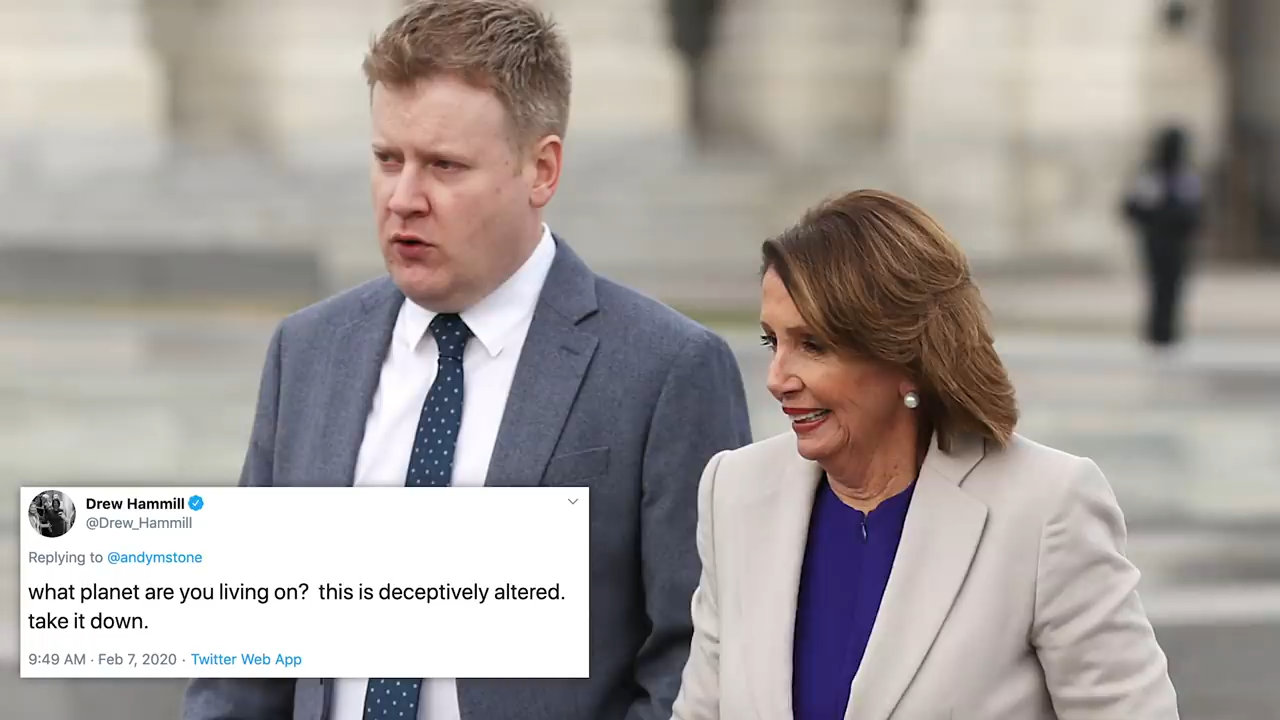 Drew Hammill
@Drew_Hammill
Replying to @andymstone
what planet are you living on?  this is deceptively altered.
take it down.
9:49 AM · Feb 7, 2020 · Twitter Web App